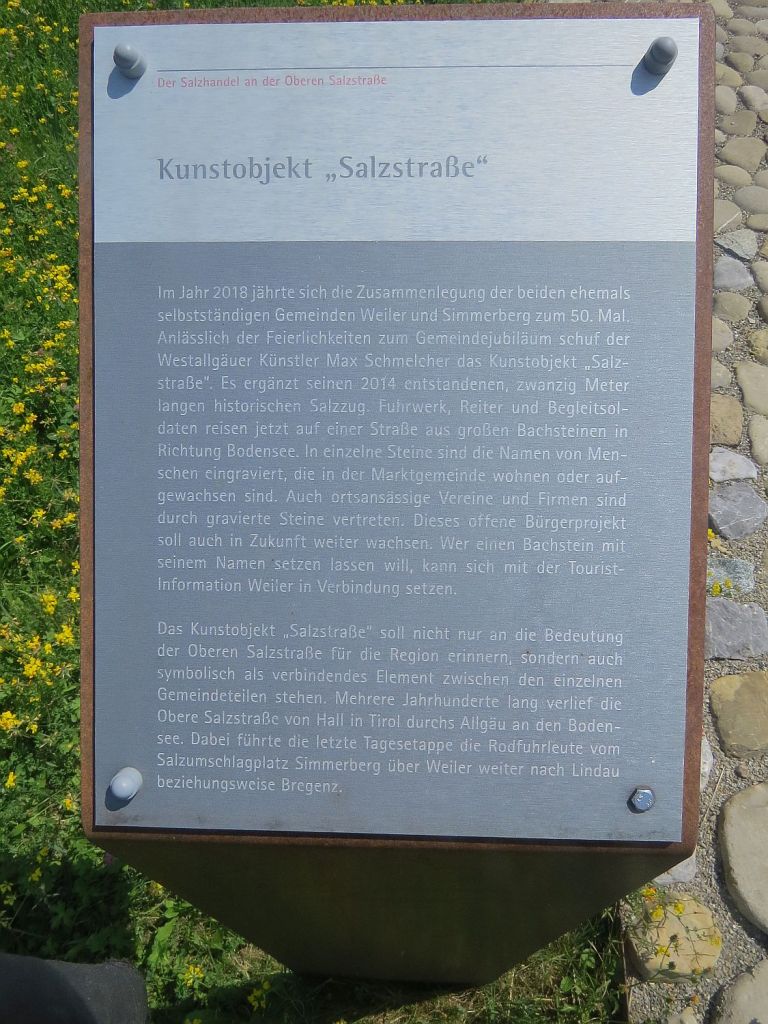 Der Salzhandel an der Oberen Salzstraße
Kunstobjekt „Salzstraße“
Im Jahr 2018 jährte sich die Zusammenlegung der beiden ehemals
selbstständigen Gemeinden Weiler und Simmerberg zum 50. Mal.
Anlässlich der Feierlichkeiten zum Gemeindejubiläum schuf der
Westallgäuer Künstler Max Schmelcher das Kunstobjekt „Salz-
straße“. Es ergänzt seinen 2014 entstandenen, zwanzig Meter
langen historischen Salzzug. Fuhrwerk, Reiter und Begleitsol-
daten reisen jetzt auf einer Straße aus großen Bachsteinen in
Richtung Bodensee. In einzelne Steine sind die Namen von Men-
schen eingraviert, die in der Marktgemeinde wohnen oder auf-
gewachsen sind. Auch ortsansässige Vereine und Firmen sind
durch gravierte Steine vertreten. Dieses offene Bürgerprojekt
soll auch in Zukunft weiter wachsen. Wer einen Bachstein mit
seinem Namen setzen lassen will, kann sich mit der Tourist-
Information Weiler in Verbindung setzen.
Das Kunstobjekt „Salzstraße“ soll nicht nur an die Bedeutung
der Oberen Salzstraße für die Region erinnern, sondern auch
symbolisch als verbindendes Element zwischen den einzelnen
Gemeindeteilen stehen. Mehrere Jahrhunderte lang verlief die
Obere Salzstraße von Hall in Tirol durchs Allgäu an den Boden-
see. Dabei führte die letzte Tagesetappe die Rodfuhrleute vom
Salzumschlagplatz Simmerberg über Weiler weiter nach Lindau
beziehungsweise Bregenz.